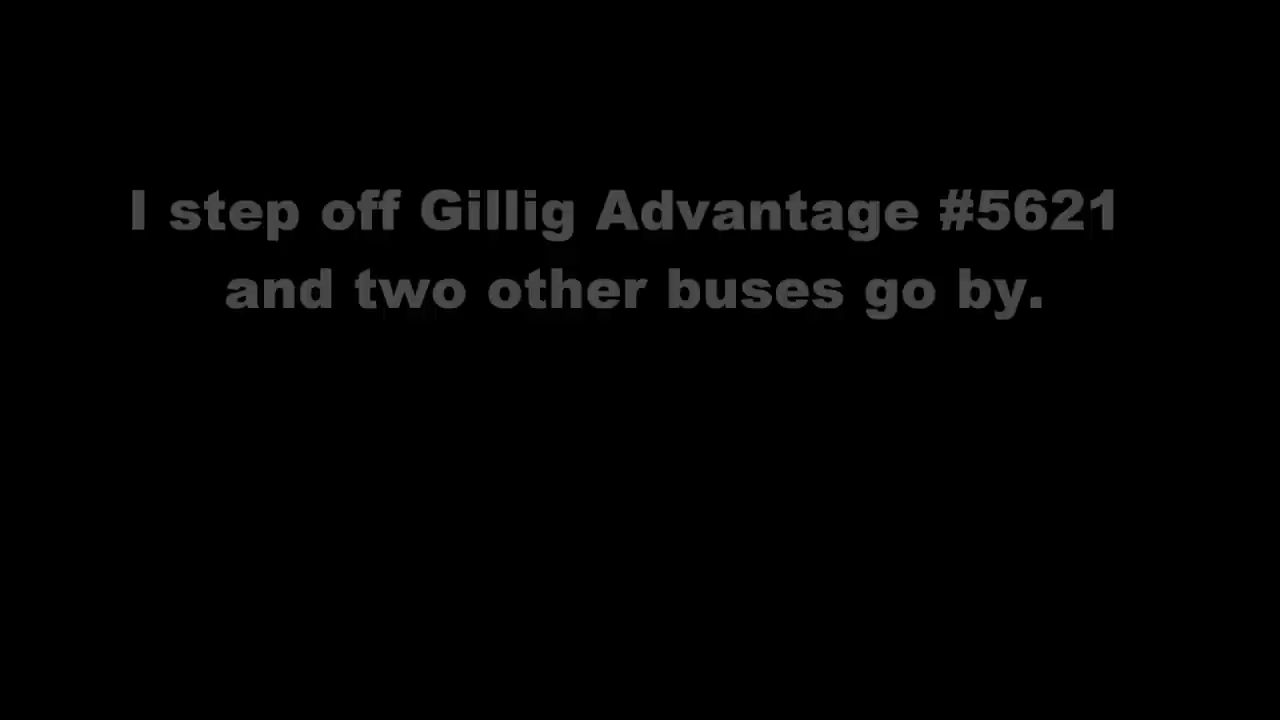 I step off Gillig Advantage #5621
and two other buses go by.